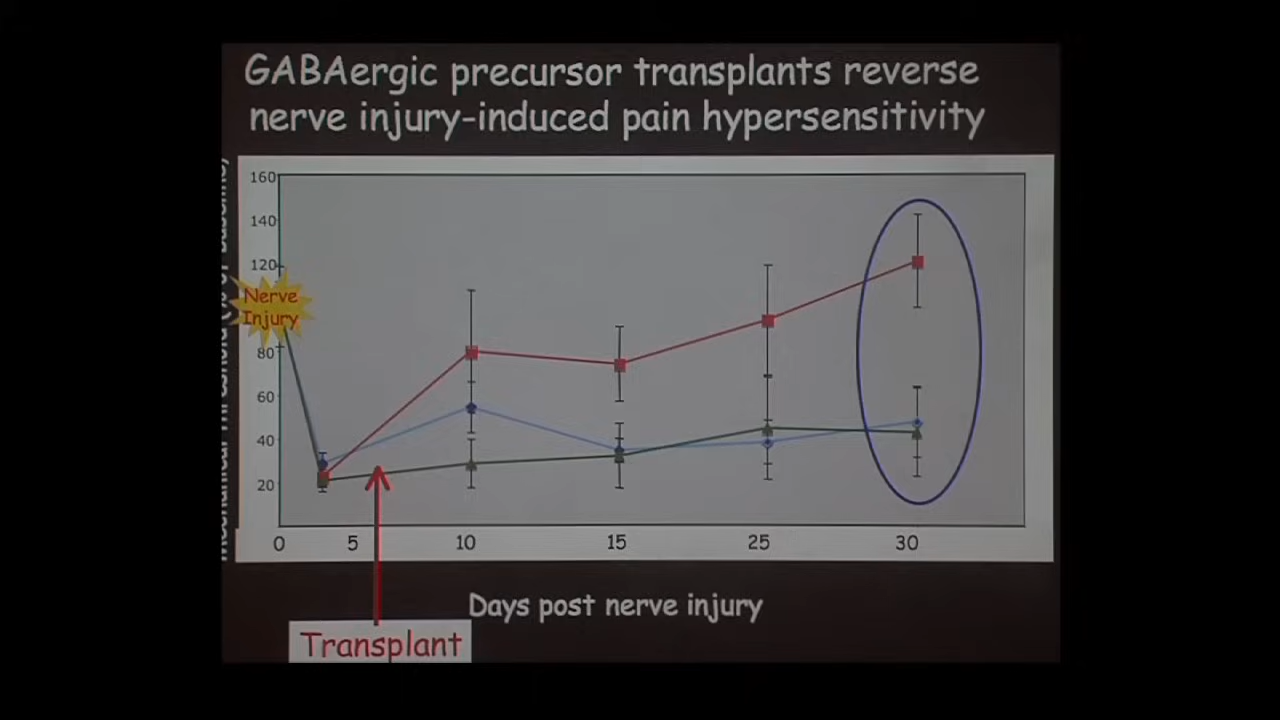 GABAergic precursor transplants reverse
nerve injury-induced pain hypersensitivity
160
140
120
Nerve
Injury
80
60
40
20
0 5 10 15 25 30
Days post nerve injury
Transplant